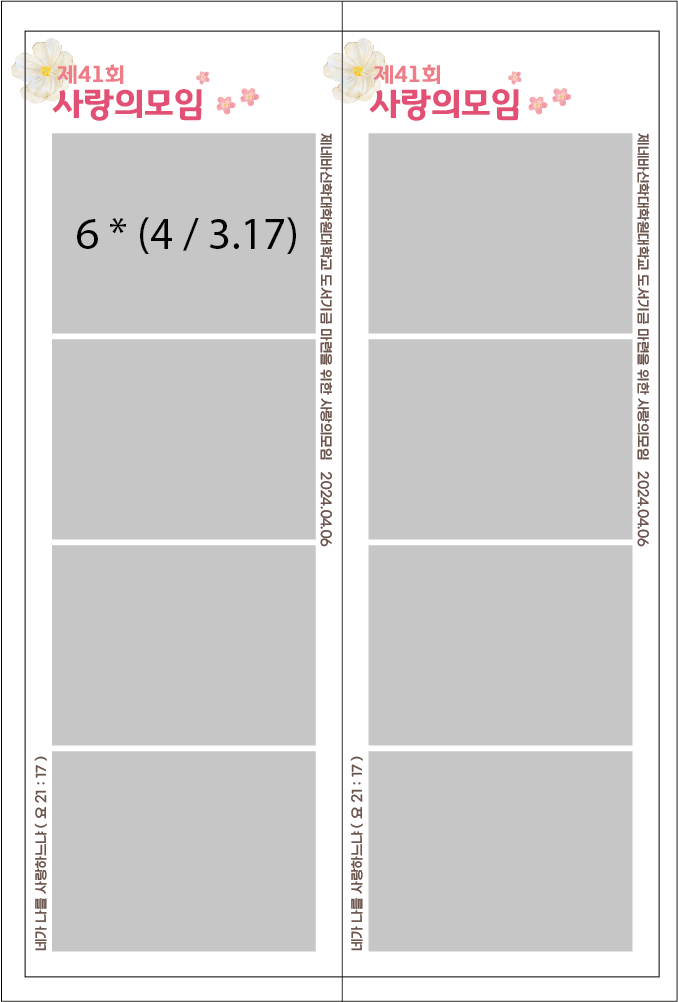 제41회
사랑의모임
6 * (4 / 3.17)
제네바신학대학원대학교 도서기금 마련을 위한 사랑의모임 2024.04.06
네가 나를 사랑하느냐 ( 요 21 : 17 )
제41회
사랑의모임
제네바신학대학원대학교 도서기금 마련을 위한 사랑의모임 2024.04.06
네가 나를 사랑하느냐 ( 요 21 : 17 )